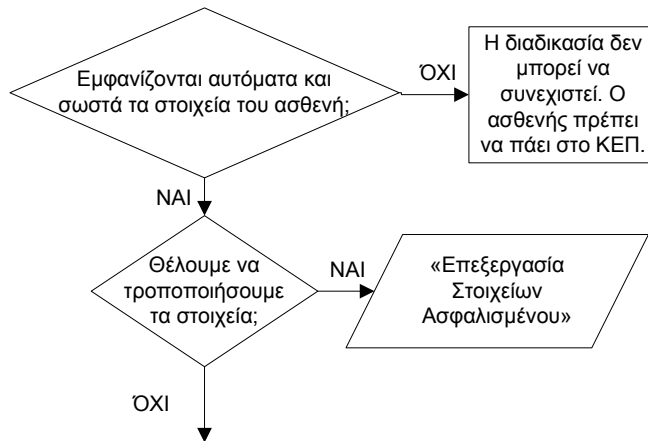 Εμφανίζονται αυτόματα και
σωστά τα στοιχεία του ασθενή;
ΌΧΙ
Η διαδικασία δεν
μπορεί να
συνεχιστεί. Ο
ασθενής πρέπει
να πάει στο ΚΕΠ.
ΝΑΙ
Θέλουμε να
τροποποιήσουμε
τα στοιχεία;
ΝΑΙ
«Επεξεργασία
Στοιχείων
Ασφαλισμένου»
ΌΧΙ